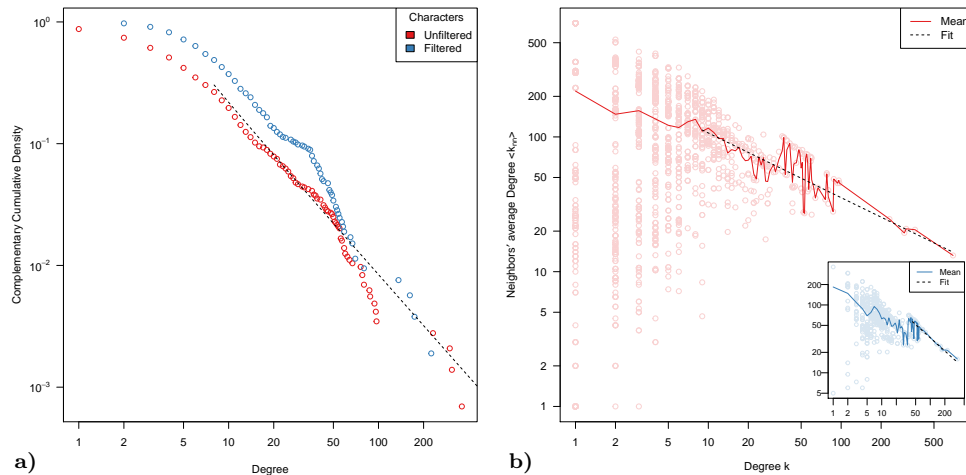 Characters
Unfiltered
Filtered
10⁰
10⁻¹
10⁻²
10⁻³
Complementary Cumulative Density
1 2 5 10 20 50 100 200
Degree
a)
Mean
Fit
500
200
100
50
20
10
5
2
1
Neighbors' average Degree <kₙₙ>
1 2 5 10 20 50 100 200 500
Degree k
b)
Mean
Fit
200
100
50
20
10
5
1 2 5 10 50 200